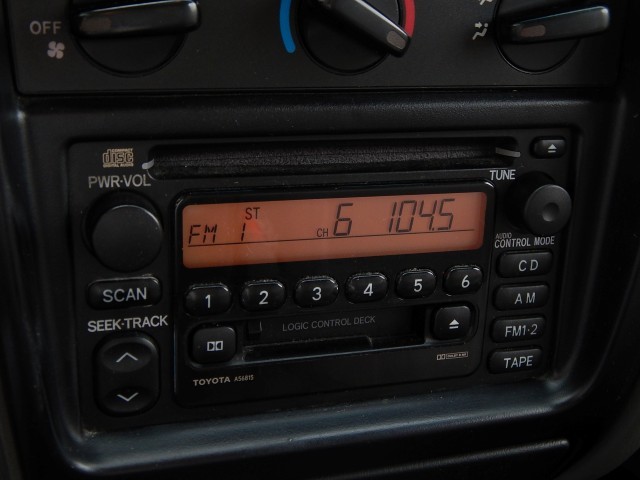 OFF
disc
PWR·VOL
TUNE
ST
FM 1 CH 6 104.5
AUDIO
CONTROL MODE
CD
SCAN
1 2 3 4 5 6
AM
SEEK·TRACK
LOGIC CONTROL DECK
FM1·2
TAPE
TOYOTA A56815